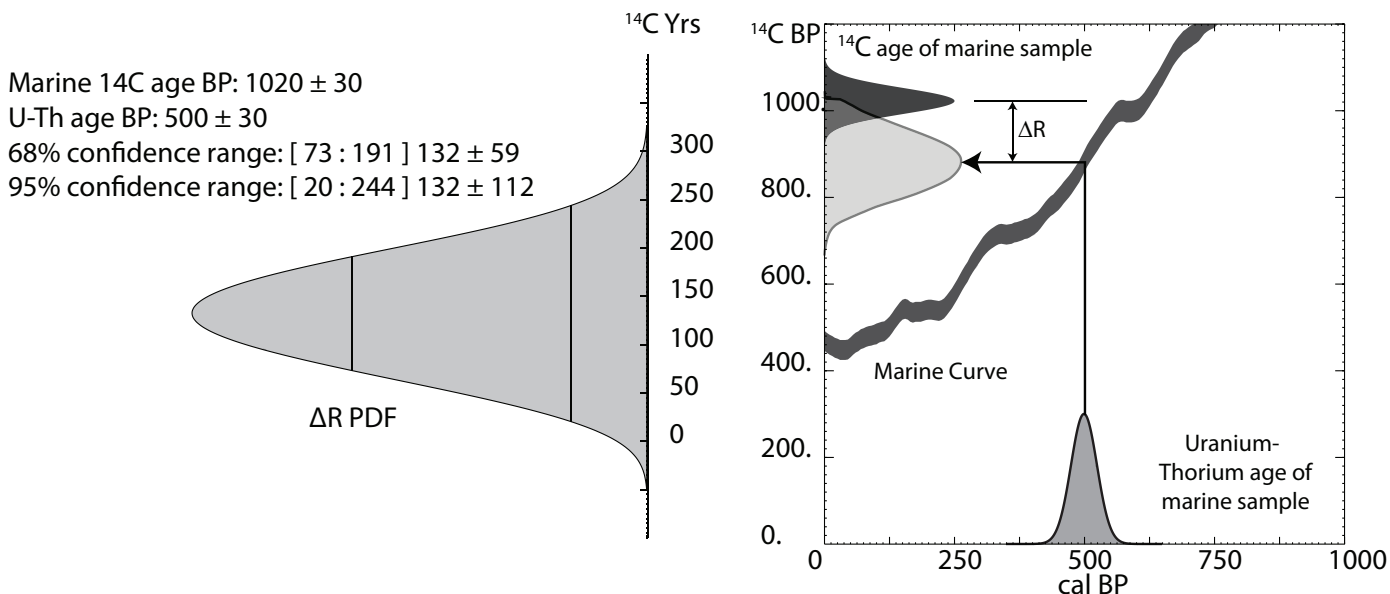 ¹⁴C Yrs
Marine 14C age BP: 1020 ± 30
U-Th age BP: 500 ± 30
68% confidence range: [ 73 : 191 ] 132 ± 59
95% confidence range: [ 20 : 244 ] 132 ± 112
300
250
200
150
100
50
0
ΔR PDF
¹⁴C BP
¹⁴C age of marine sample
1000.
800.
600.
400.
200.
0.
ΔR
Marine Curve
Uranium-
Thorium age of
marine sample
0 250 500 750 1000
cal BP